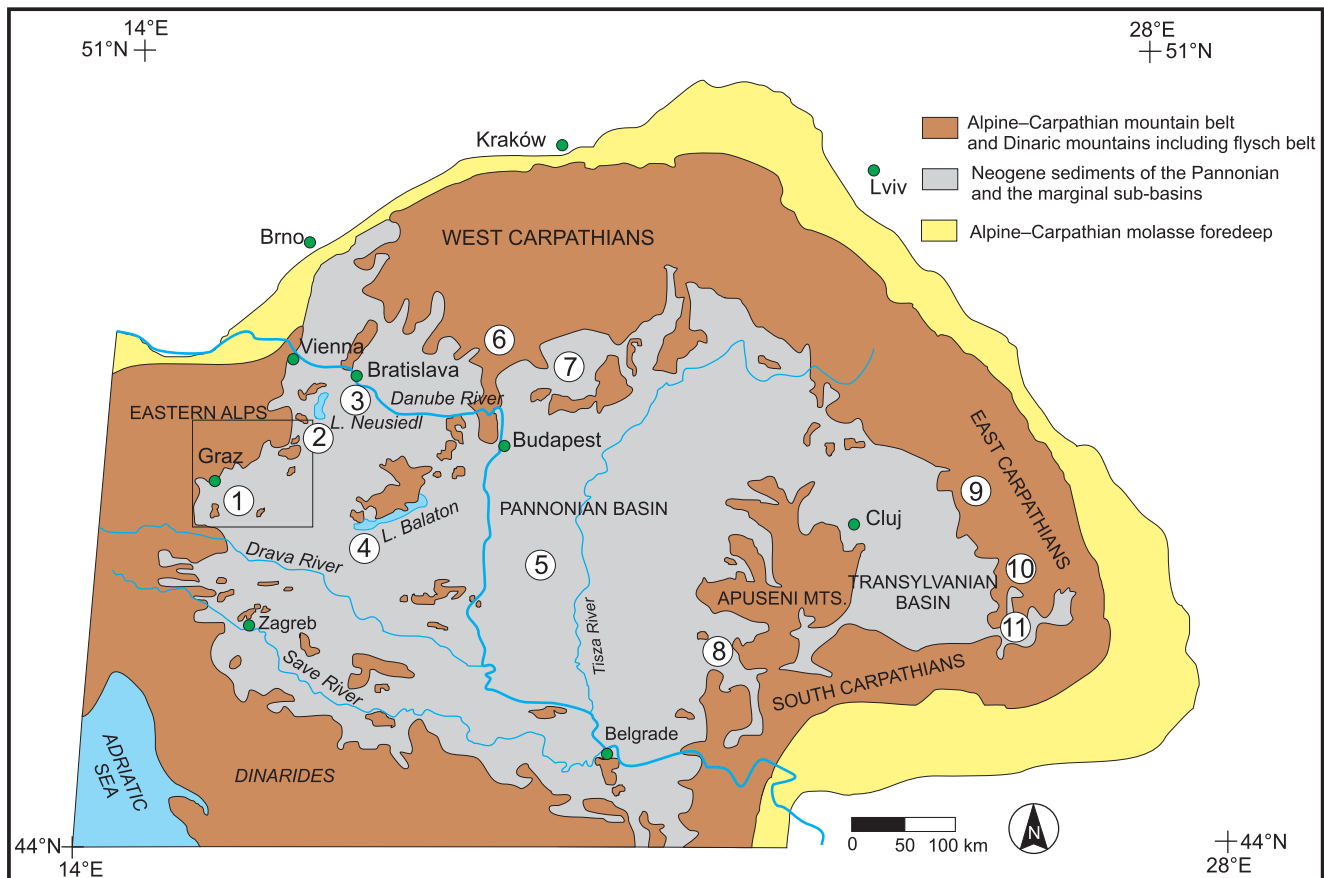 14°E
28°E
51°N
51°N
Alpine–Carpathian mountain belt
and Dinaric mountains including flysch belt
Kraków
Neogene sediments of the Pannonian
and the marginal sub-basins
Lviv
Alpine–Carpathian molasse foredeep
Brno
WEST CARPATHIANS
6
Vienna
7
Bratislava
3
Danube River
EASTERN ALPS
L. Neusiedl
2
Budapest
EAST CARPATHIANS
Graz
1
9
PANNONIAN BASIN
L. Balaton
Cluj
4
Drava River
5
10
TRANSYLVANIAN
BASIN
APUSENI MTS.
Zagreb
Tisza River
11
8
Save River
SOUTH CARPATHIANS
Belgrade
ADRIATIC
SEA
DINARIDES
N
0 50 100 km
44°N
44°N
14°E
28°E